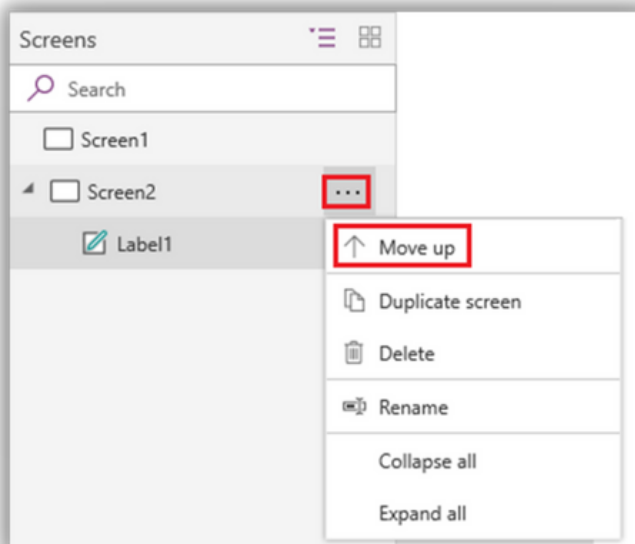 Screens
Search
Screen1
Screen2
Label1
Move up
Duplicate screen
Delete
Rename
Collapse all
Expand all